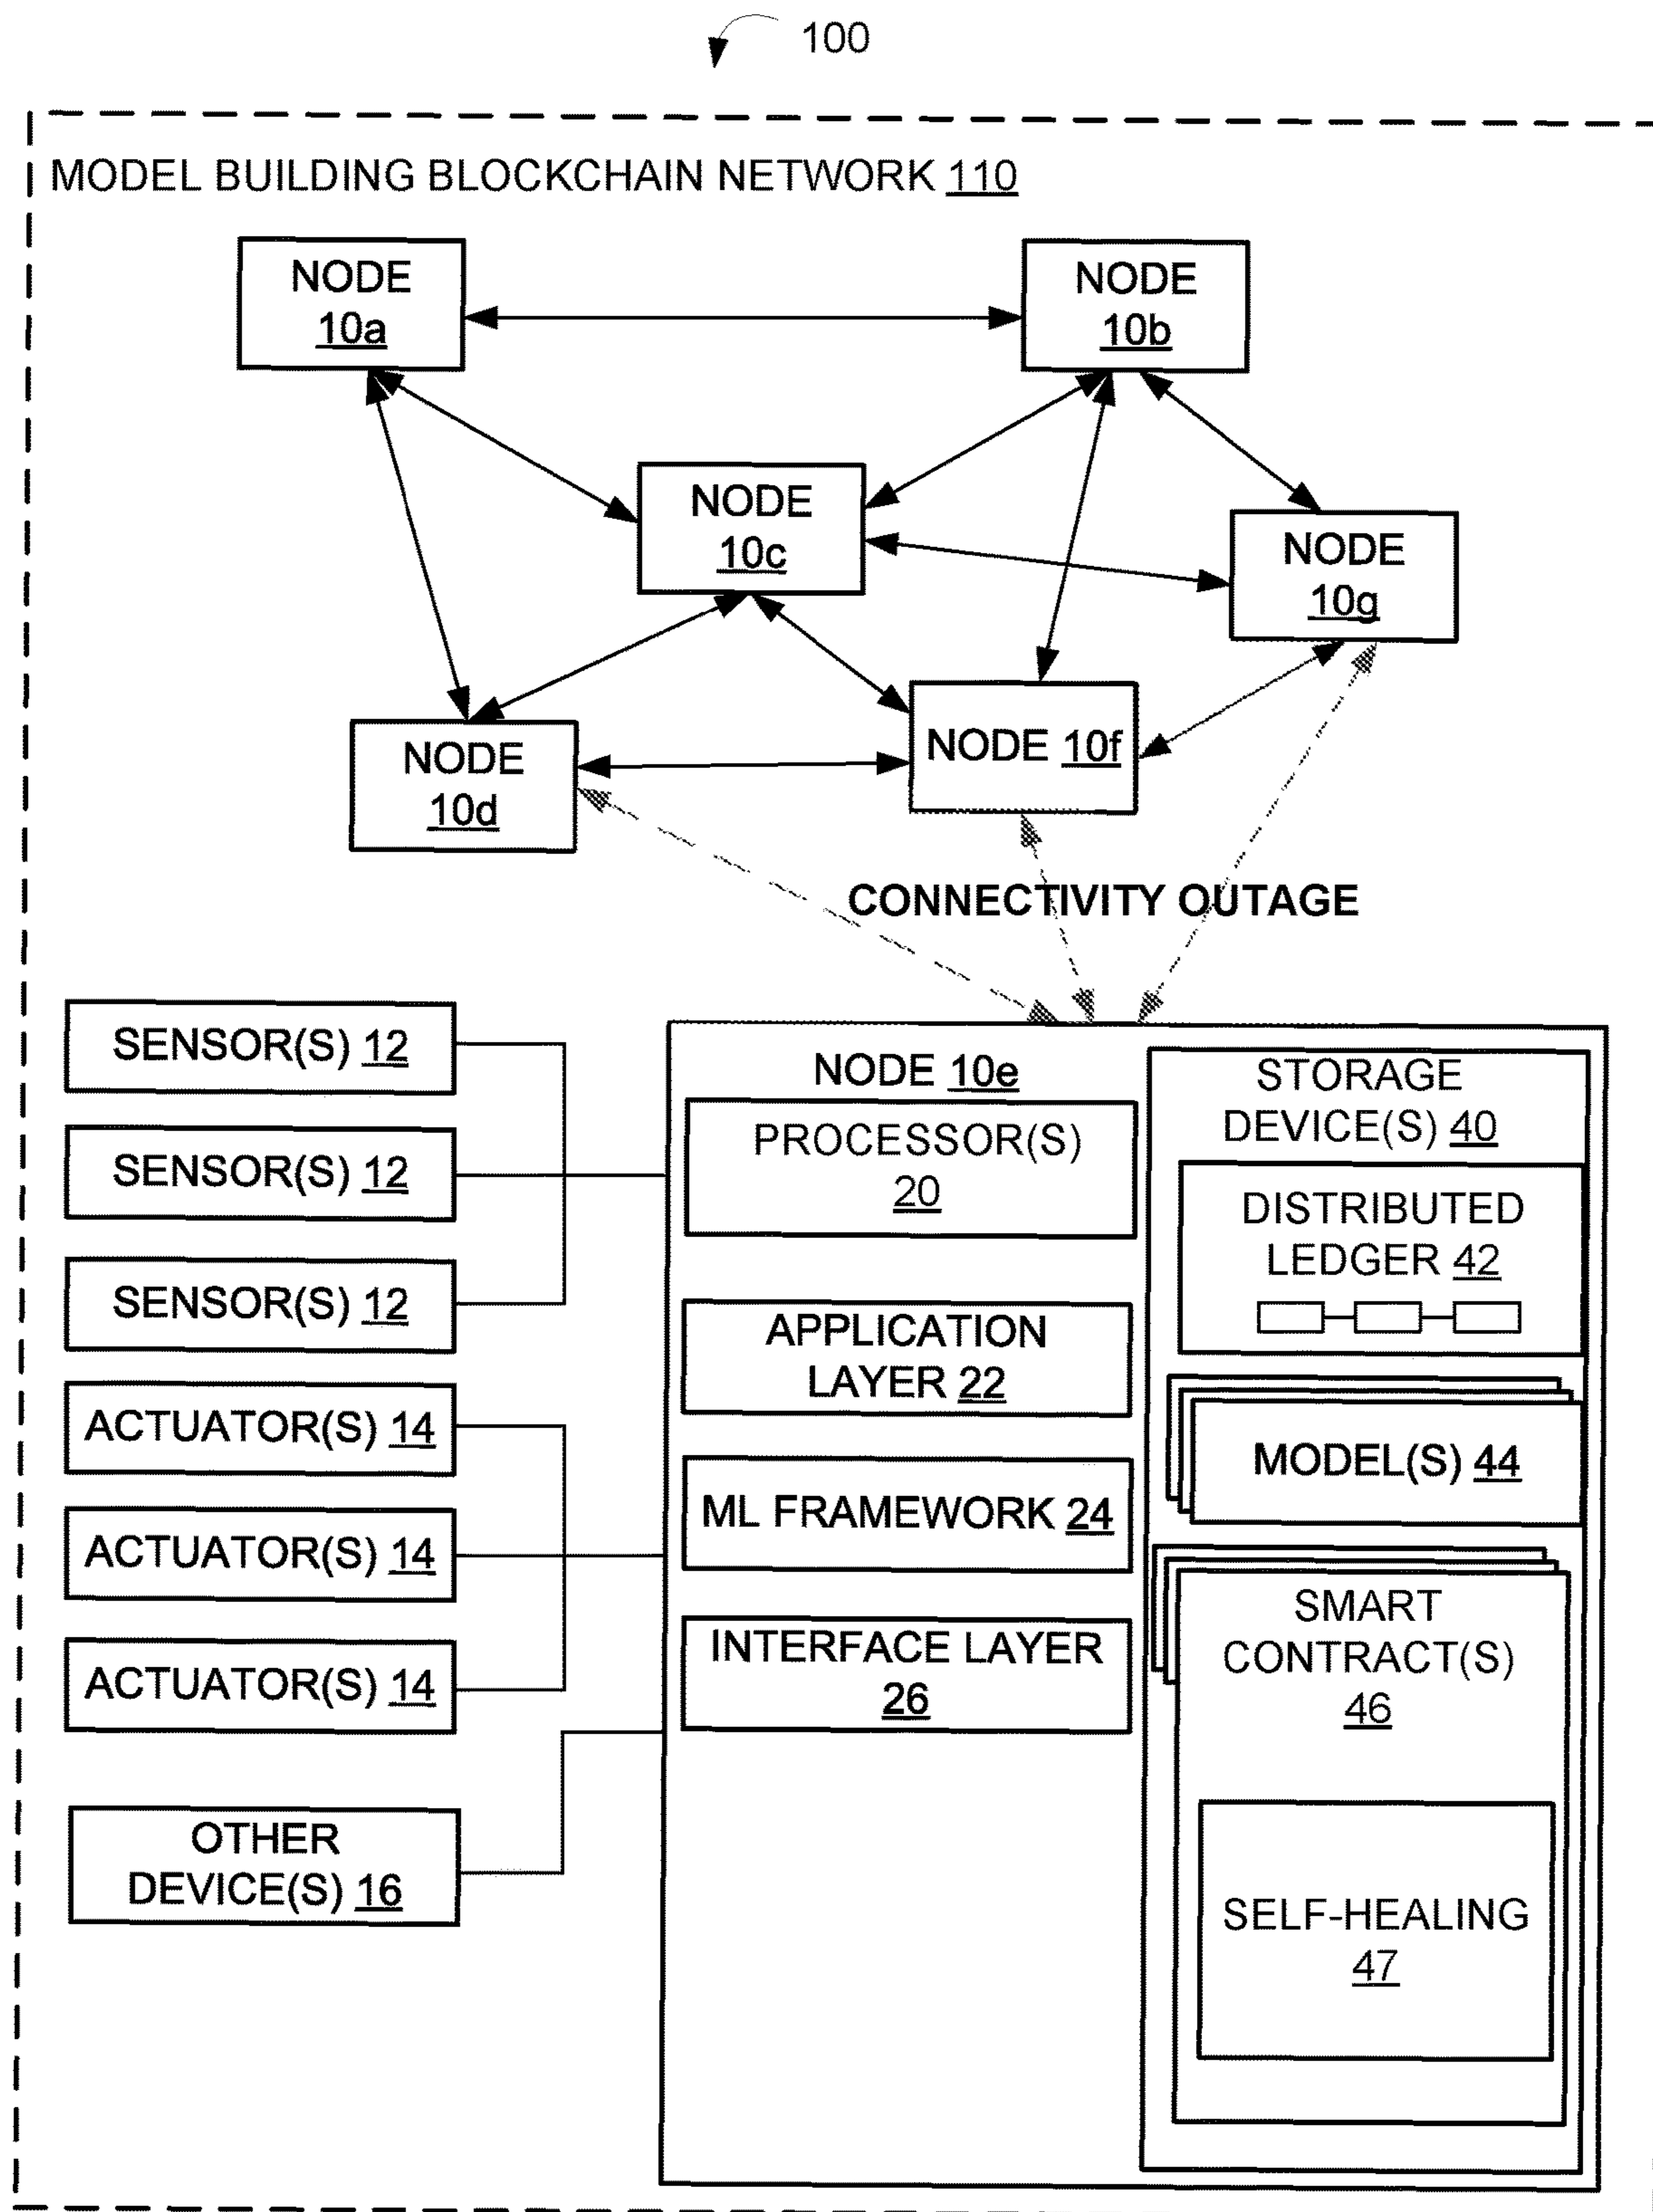 100
MODEL BUILDING BLOCKCHAIN NETWORK 110
NODE
10a
NODE
10b
NODE
10c
NODE
10g
NODE
10d
NODE 10f
CONNECTIVITY OUTAGE
SENSOR(S) 12
SENSOR(S) 12
SENSOR(S) 12
ACTUATOR(S) 14
ACTUATOR(S) 14
ACTUATOR(S) 14
OTHER
DEVICE(S) 16
NODE 10e
PROCESSOR(S)
20
APPLICATION
LAYER 22
ML FRAMEWORK 24
INTERFACE LAYER
26
STORAGE
DEVICE(S) 40
DISTRIBUTED
LEDGER 42
MODEL(S) 44
SMART
CONTRACT(S)
46
SELF-HEALING
47